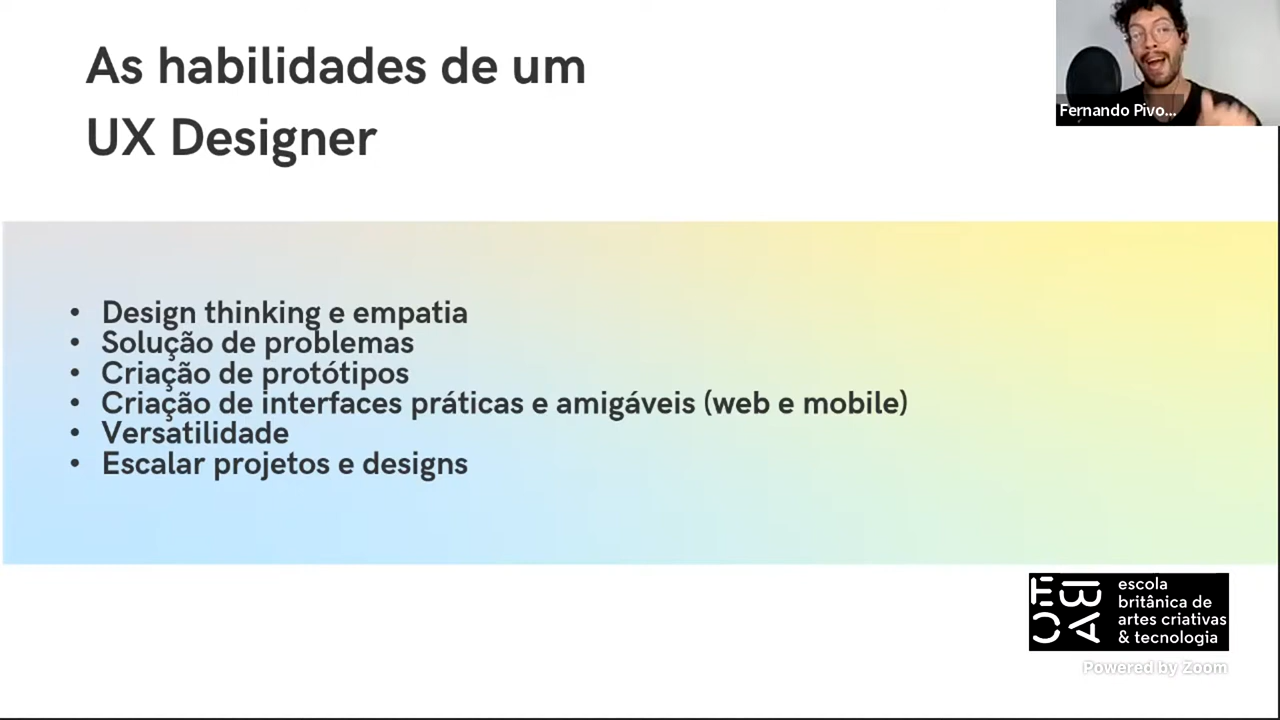 As habilidades de um
UX Designer
Fernando Pivo...
• Design thinking e empatia
• Solução de problemas
• Criação de protótipos
• Criação de interfaces práticas e amigáveis (web e mobile)
• Versatilidade
• Escalar projetos e designs
EBAC
escola
britânica de
artes criativas
& tecnologia
Powered by Zoom